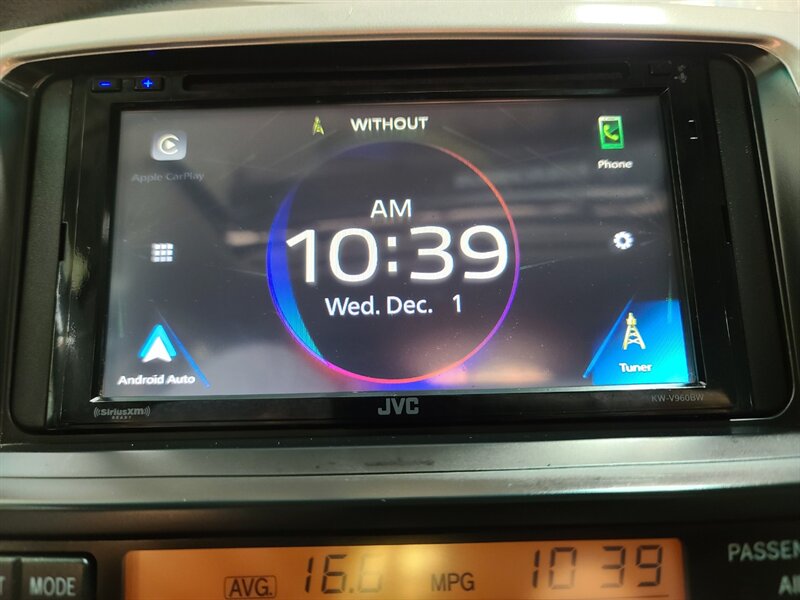 WITHOUT
Apple CarPlay
Phone
AM
10:39
Wed. Dec. 1
Android Auto
Tuner
((SiriusXM))
READY
JVC
KW-V960BW
MODE
AVG. 16.6 MPG 10 39
PASSEN